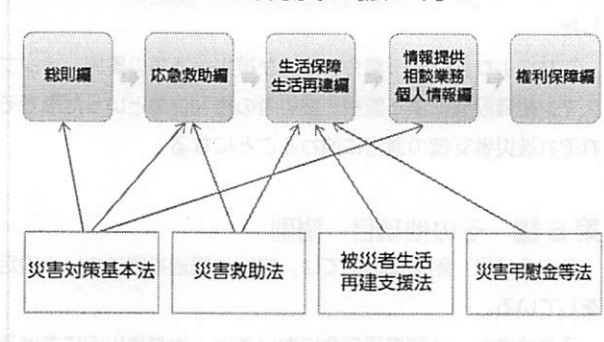 総則編
応急救助編
生活保障
生活再建編
情報提供
相談業務
個人情報編
権利保障編
災害対策基本法
災害救助法
被災者生活
再建支援法
災害弔慰金等法